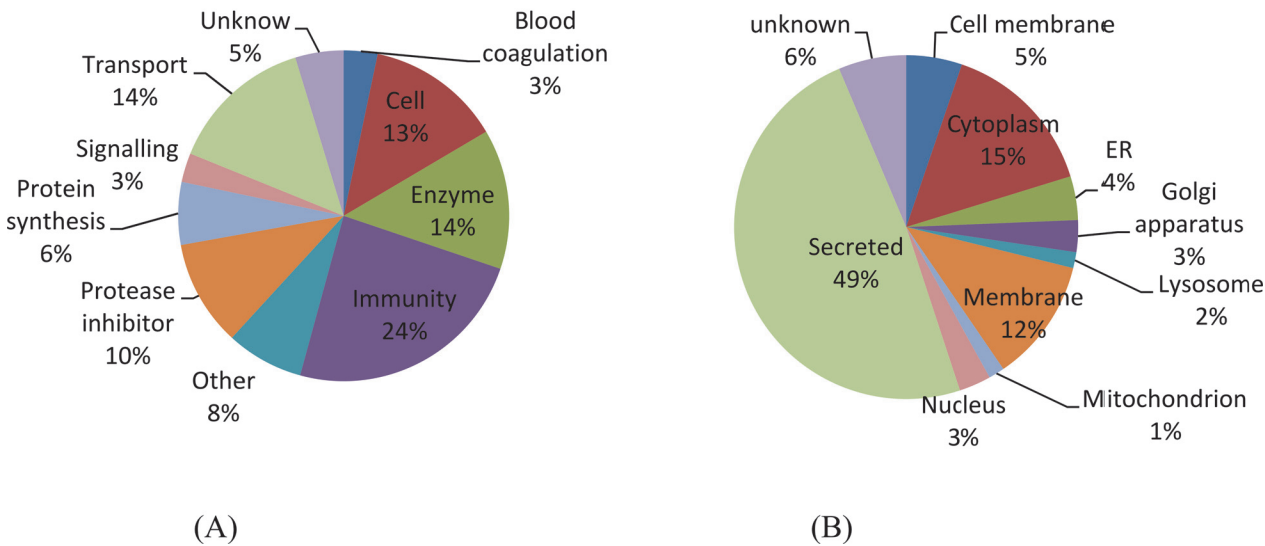 Unknow
5%
Blood
coagulation
3%
Transport
14%
Cell
13%
Signalling
3%
Enzyme
14%
Protein
synthesis
6%
Immunity
24%
Protease
inhibitor
10%
Other
8%
(A)
unknown
6%
Cell membrane
5%
Cytoplasm
15%
ER
4%
Golgi
apparatus
3%
Secreted
49%
Lysosome
2%
Membrane
12%
Mitochondrion
1%
Nucleus
3%
(B)